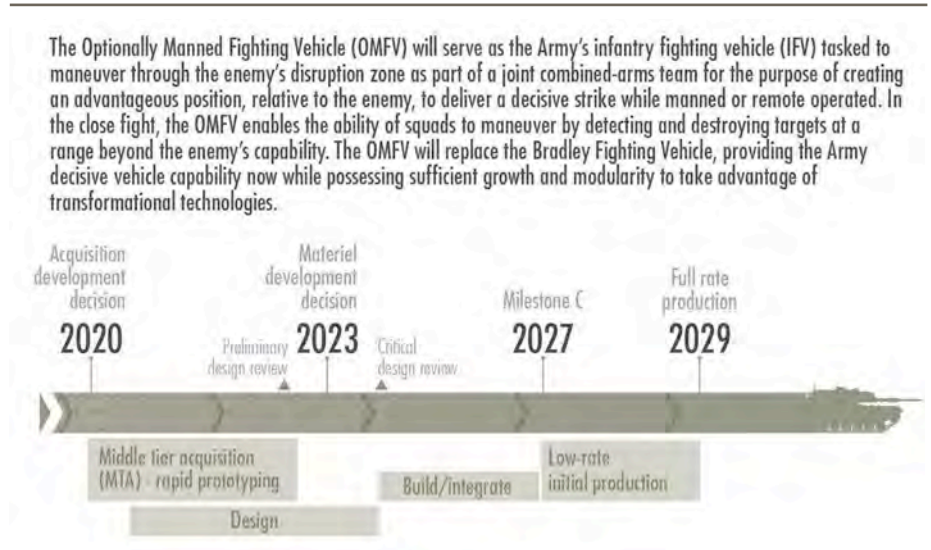 The Optionally Manned Fighting Vehicle (OMFV) will serve as the Army's infantry fighting vehicle (IFV) tasked to
maneuver through the enemy's disruption zone as part of a joint combined-arms team for the purpose of creating
an advantageous position, relative to the enemy, to deliver a decisive strike while manned or remote operated. In
the close fight, the OMFV enables the ability of squads to maneuver by detecting and destroying targets at a
range beyond the enemy's capability. The OMFV will replace the Bradley Fighting Vehicle, providing the Army
decisive vehicle capability now while possessing sufficient growth and modularity to take advantage of
transformational technologies.
Acquisition
development
decision
2020
Preliminary
design review
Materiel
development
decision
2023
Critical
design review
Milestone C
2027
Full rate
production
2029
Middle tier acquisition
(MTA) - rapid prototyping
Design
Build/integrate
Low-rate
initial production